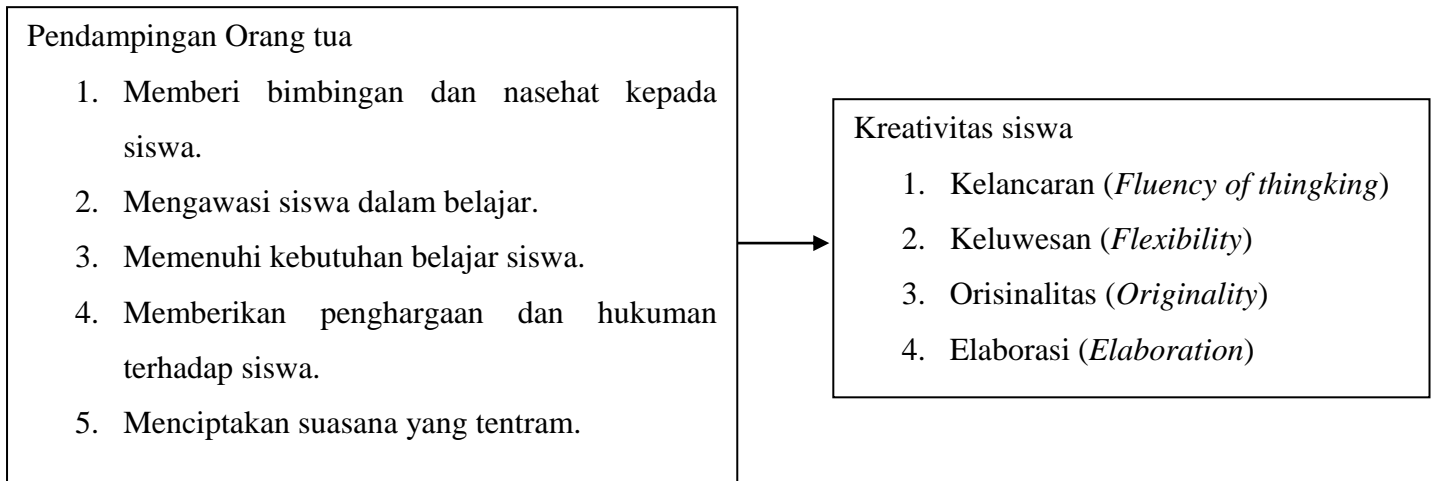 Pendampingan Orang tua
1. Memberi bimbingan dan nasehat kepada
siswa.
2. Mengawasi siswa dalam belajar.
3. Memenuhi kebutuhan belajar siswa.
4. Memberikan penghargaan dan hukuman
terhadap siswa.
5. Menciptakan suasana yang tentram.
Kreativitas siswa
1. Kelancaran (Fluency of thingking)
2. Keluwesan (Flexibility)
3. Orisinalitas (Originality)
4. Elaborasi (Elaboration)